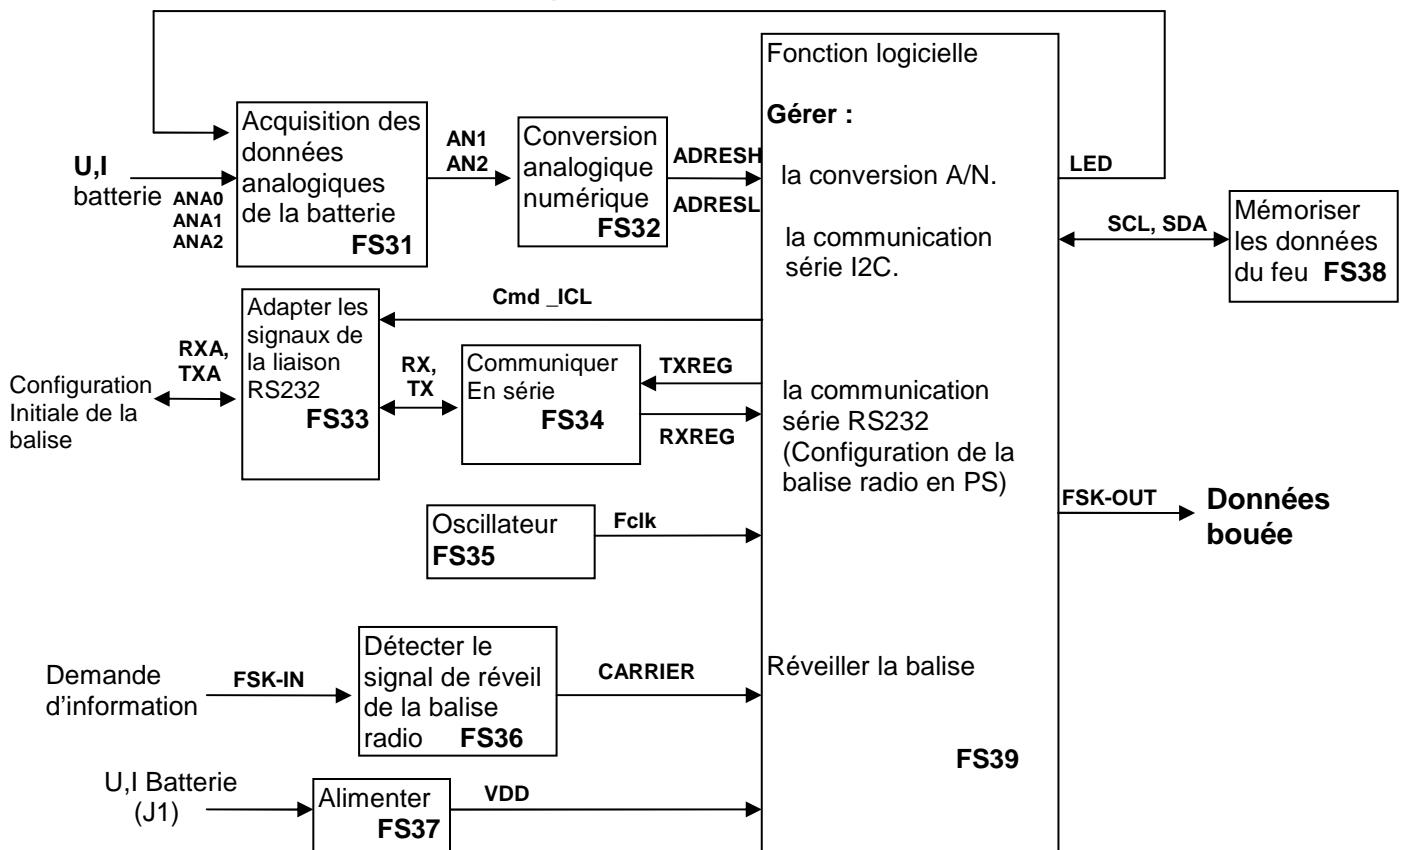 Fonction logicielle
Gérer :
la conversion A/N.
la communication
série I2C.
la communication
série RS232
(Configuration de la
balise radio en PS)
Réveiller la balise
FS39
U,I
batterie
ANA0
ANA1
ANA2
Acquisition des
données
analogiques
de la batterie
FS31
AN1
AN2
Conversion
analogique
numérique
FS32
ADRESH
ADRESL
LED
SCL, SDA
Mémoriser
les données
du feu FS38
Cmd _ICL
Configuration
Initiale de la
balise
RXA,
TXA
Adapter les
signaux de
la liaison
RS232
FS33
RX,
TX
Communiquer
En série
FS34
TXREG
RXREG
FSK-OUT
Données
bouée
Oscillateur
FS35
Fclk
Demande
d'information
FSK-IN
Détecter le
signal de réveil
de la balise
radio FS36
CARRIER
U,I Batterie
(J1)
Alimenter
FS37
VDD